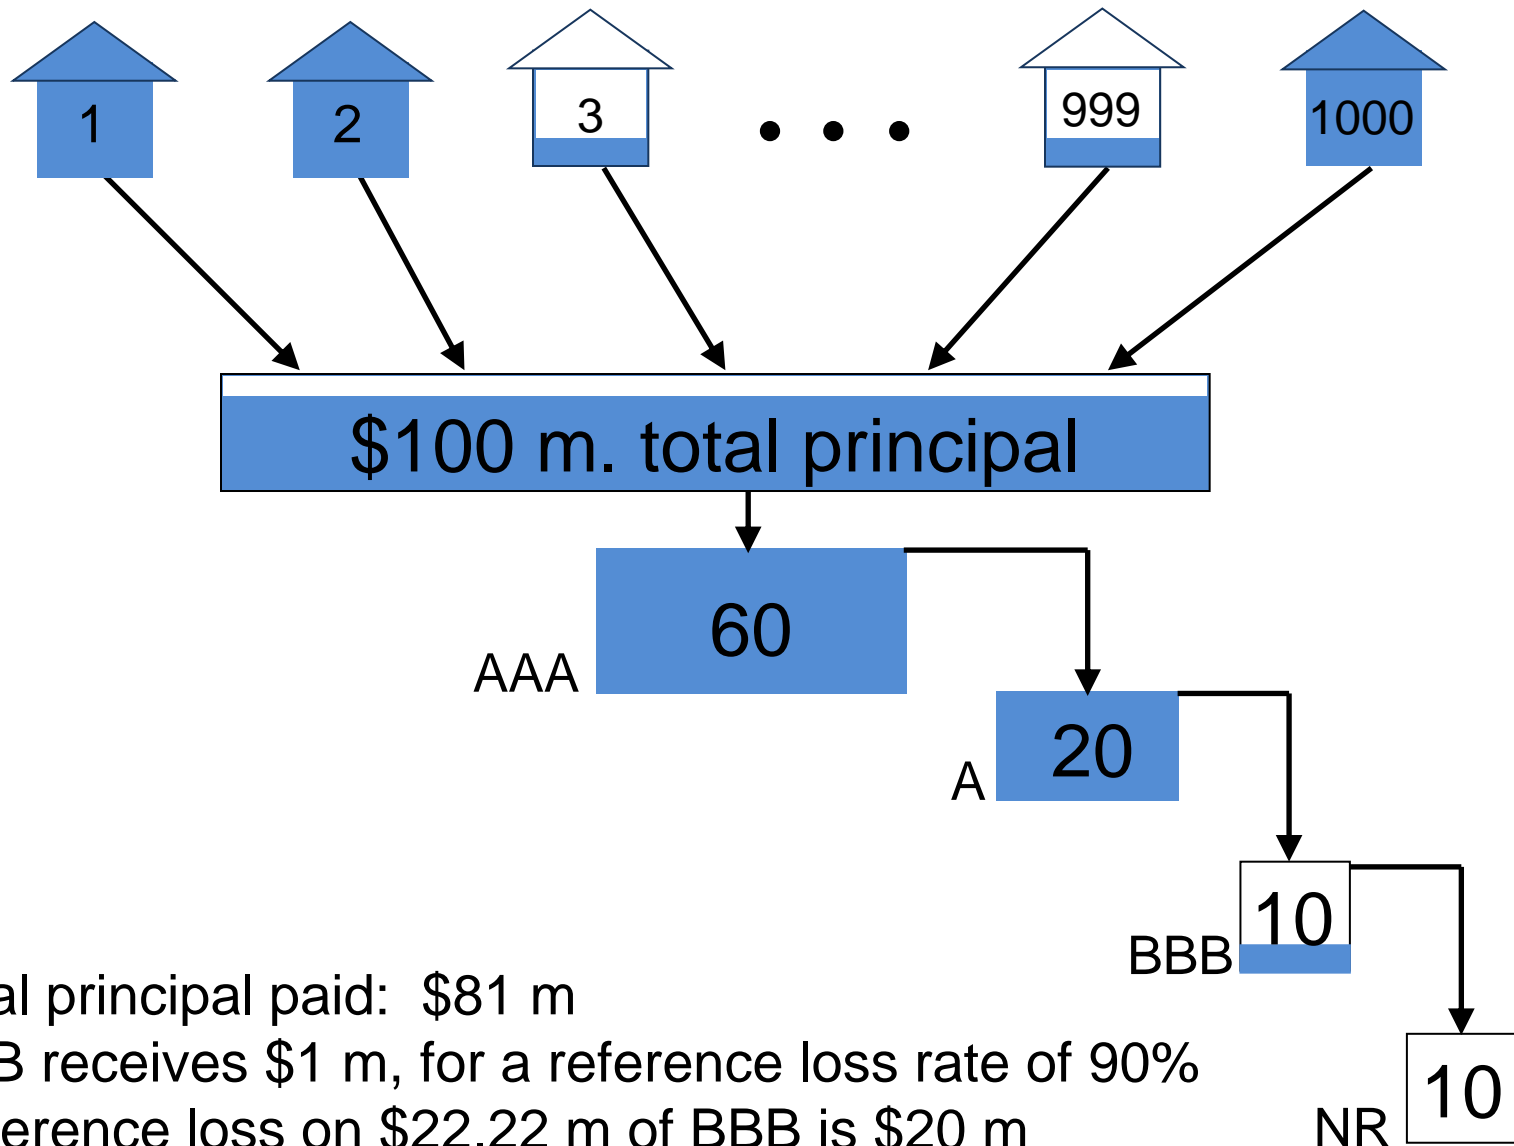 1
2
3
999
1000
$100 m. total principal
60
AAA
20
A
10
BBB
al principal paid: $81 m
B receives $1 m, for a reference loss rate of 90%
erence loss on $22.22 m of BBB is $20 m
10
NR